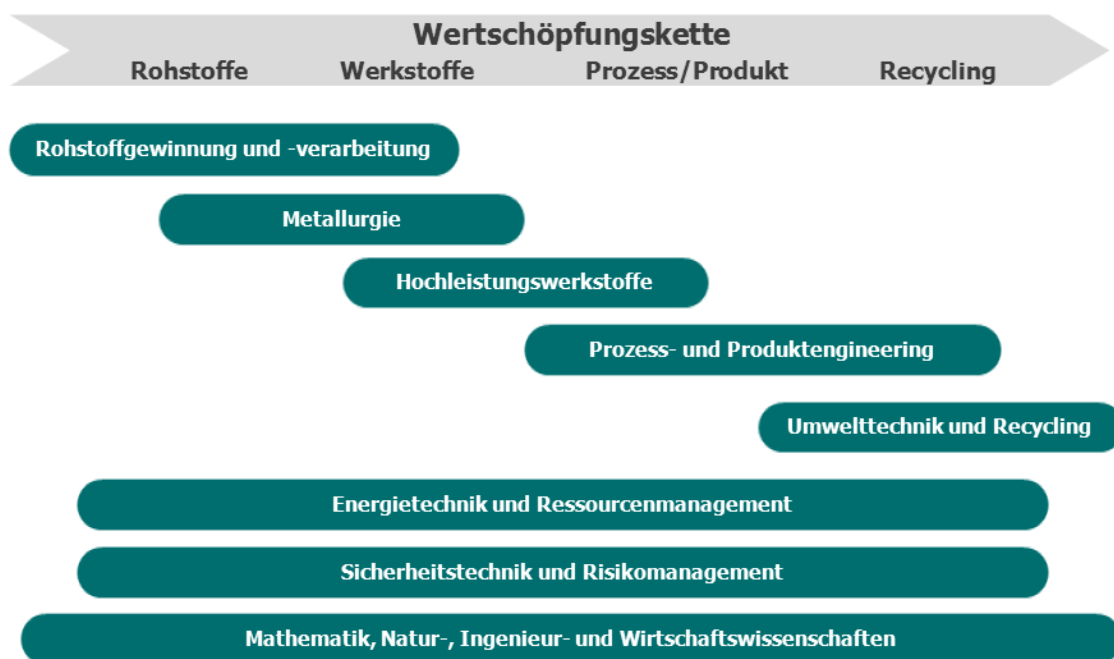 Wertschöpfungskette
Rohstoffe Werkstoffe Prozess/Produkt Recycling
Rohstoffgewinnung und -verarbeitung
Metallurgie
Hochleistungswerkstoffe
Prozess- und Produktengineering
Umwelttechnik und Recycling
Energietechnik und Ressourcenmanagement
Sicherheitstechnik und Risikomanagement
Mathematik, Natur-, Ingenieur- und Wirtschaftswissenschaften